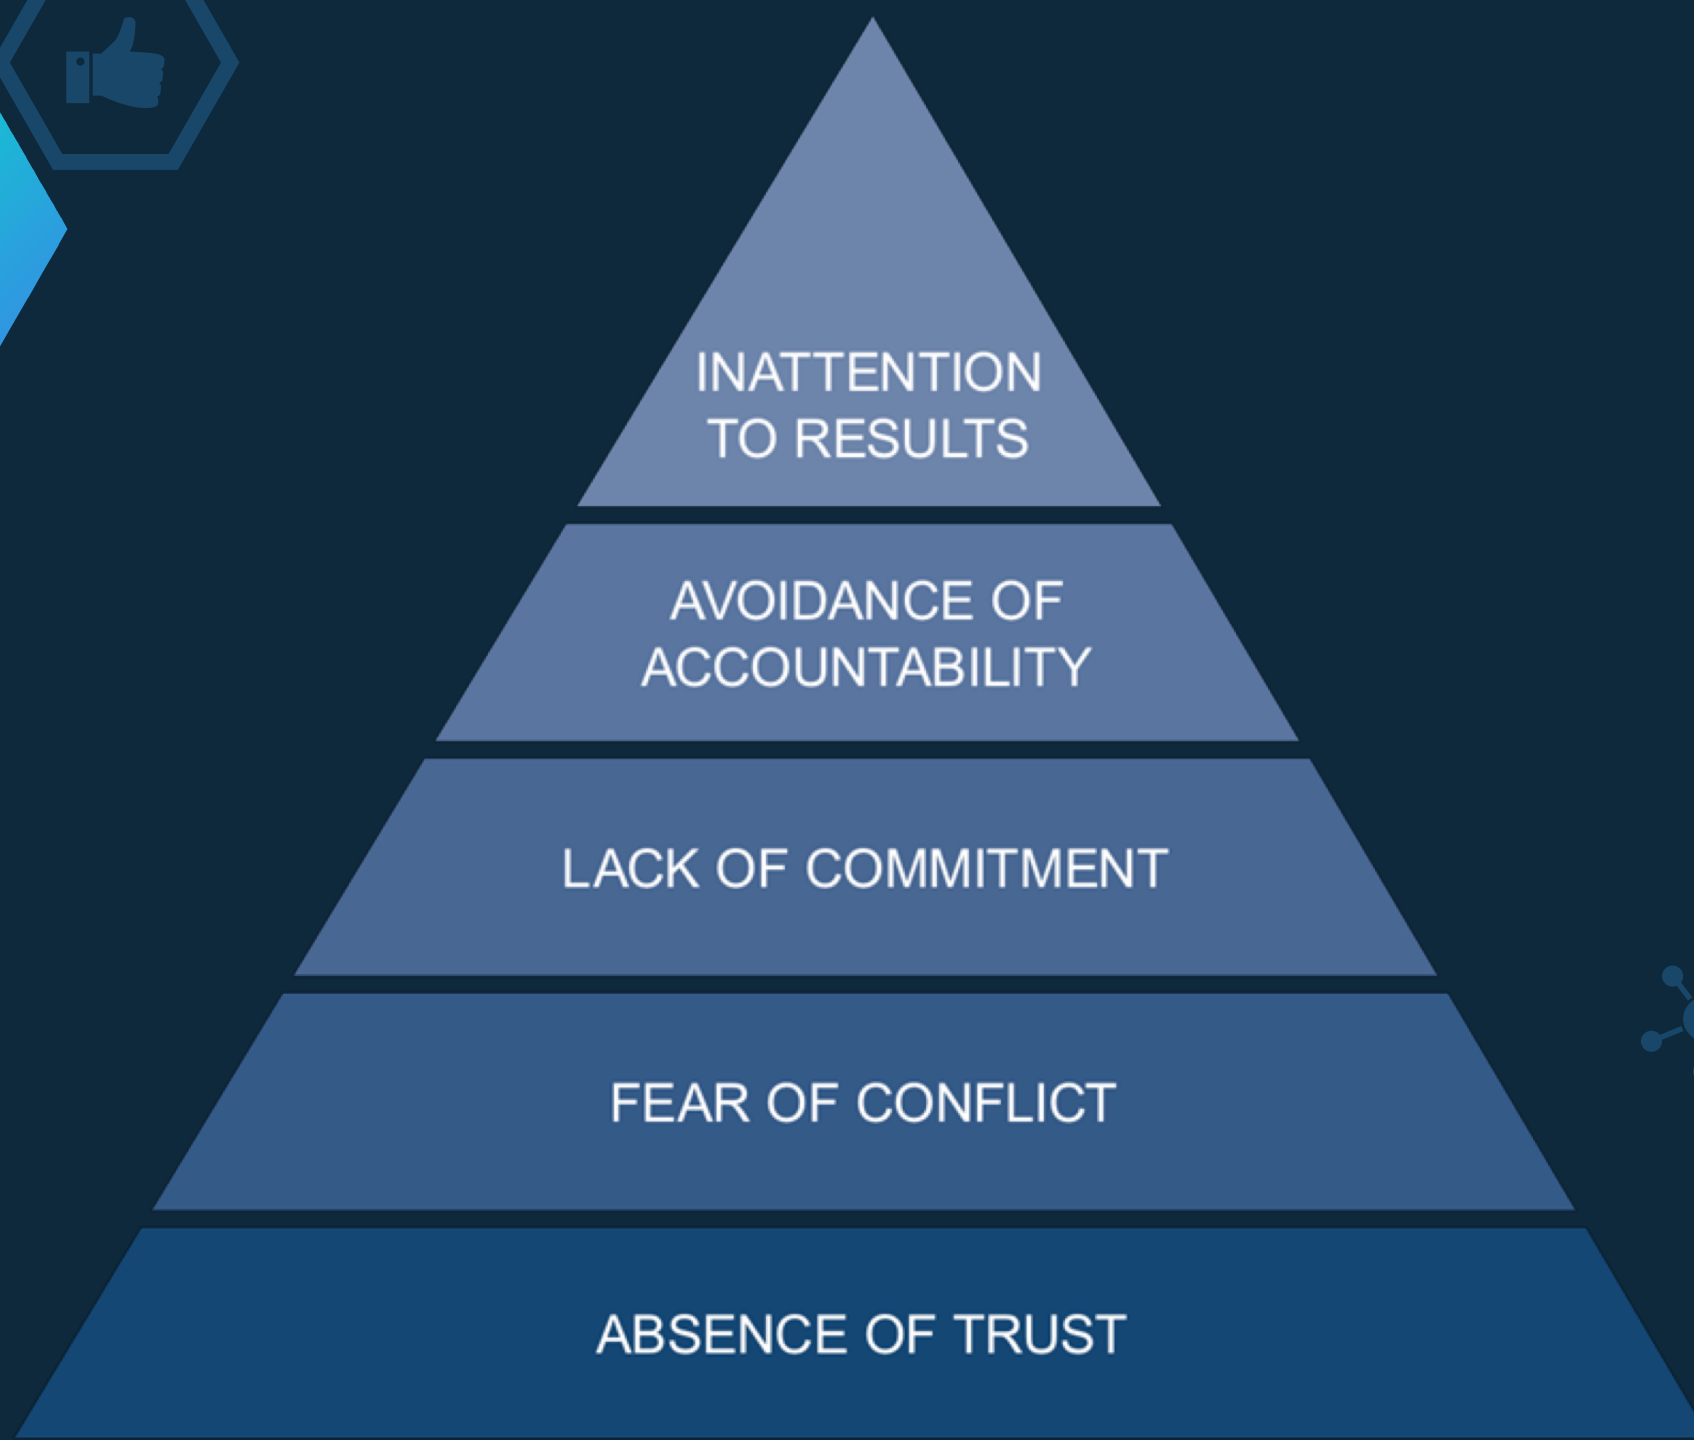 INATTENTION
TO RESULTS
AVOIDANCE OF
ACCOUNTABILITY
LACK OF COMMITMENT
FEAR OF CONFLICT
ABSENCE OF TRUST